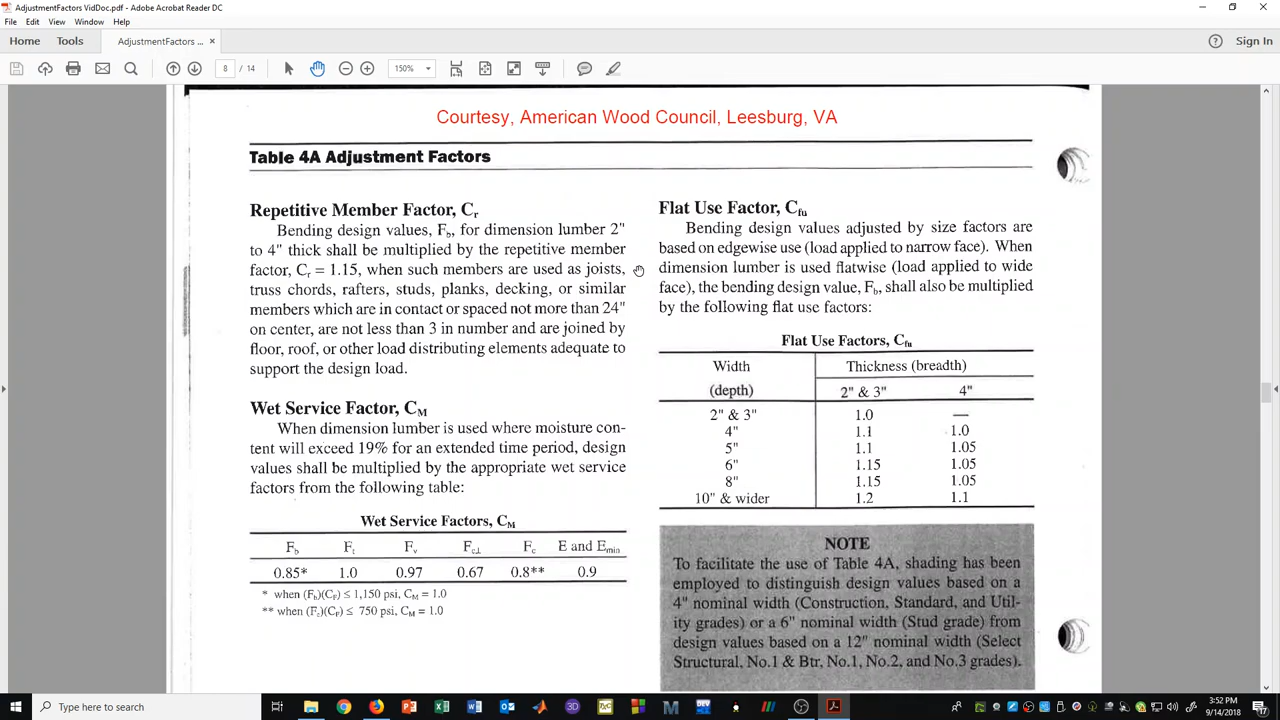 AdjustmentFactors VidDoc.pdf - Adobe Acrobat Reader DC
File Edit View Window Help
Home Tools AdjustmentFactors ... × Sign In
8 / 14 150%
Courtesy, American Wood Council, Leesburg, VA
Table 4A Adjustment Factors
Repetitive Member Factor, Cr
Bending design values, Fb, for dimension lumber 2"
to 4" thick shall be multiplied by the repetitive member
factor, Cr = 1.15, when such members are used as joists,
truss chords, rafters, studs, planks, decking, or similar
members which are in contact or spaced not more than 24"
on center, are not less than 3 in number and are joined by
floor, roof, or other load distributing elements adequate to
support the design load.
Wet Service Factor, CM
When dimension lumber is used where moisture con-
tent will exceed 19% for an extended time period, design
values shall be multiplied by the appropriate wet service
factors from the following table:
Wet Service Factors, CM
Fb Ft Fv Fc⊥ Fc E and Emin
0.85* 1.0 0.97 0.67 0.8** 0.9
* when (Fb)(CF) ≤ 1,150 psi, CM = 1.0
** when (Fc)(CF) ≤ 750 psi, CM = 1.0
Flat Use Factor, Cfu
Bending design values adjusted by size factors are
based on edgewise use (load applied to narrow face). When
dimension lumber is used flatwise (load applied to wide
face), the bending design value, Fb, shall also be multiplied
by the following flat use factors:
Flat Use Factors, Cfu
Width Thickness (breadth)
(depth) 2" & 3" 4"
2" & 3" 1.0 —
4" 1.1 1.0
5" 1.1 1.05
6" 1.15 1.05
8" 1.15 1.05
10" & wider 1.2 1.1
NOTE
To facilitate the use of Table 4A, shading has been
employed to distinguish design values based on a
4" nominal width (Construction, Standard, and Util-
ity grades) or a 6" nominal width (Stud grade) from
design values based on a 12" nominal width (Select
Structural, No.1 & Btr, No.1, No.2, and No.3 grades).
Type here to search
3:52 PM
9/14/2018